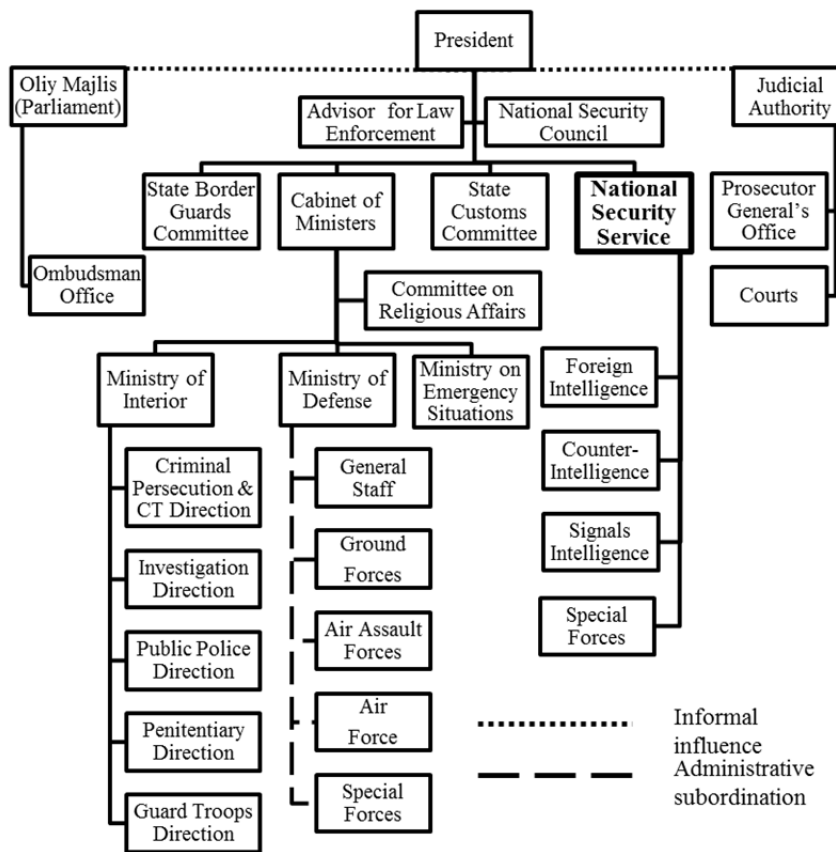 President
Oliy Majlis
(Parliament)
Judicial
Authority
Advisor for Law
Enforcement
National Security
Council
State Border
Guards
Committee
Cabinet of
Ministers
State
Customs
Committee
National
Security
Service
Prosecutor
General's
Office
Ombudsman
Office
Committee on
Religious Affairs
Courts
Ministry of
Interior
Ministry of
Defense
Ministry on
Emergency
Situations
Foreign
Intelligence
Counter-
Intelligence
Signals
Intelligence
Special
Forces
Criminal
Persecution &
CT Direction
Investigation
Direction
Public Police
Direction
Penitentiary
Direction
Guard Troops
Direction
General
Staff
Ground
Forces
Air Assault
Forces
Air
Force
Special
Forces
Informal
influence
Administrative
subordination